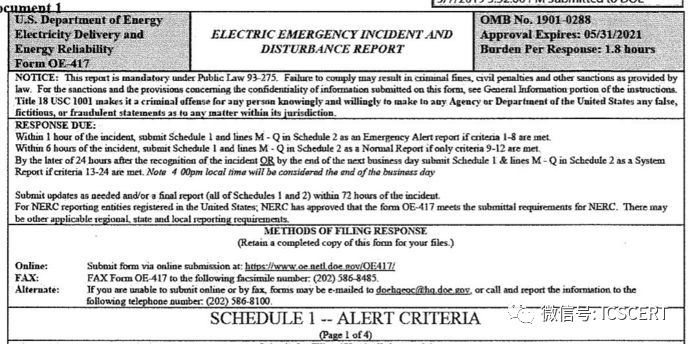 ocument 1
U.S. Department of Energy
Electricity Delivery and
Energy Reliability
Form OE-417
ELECTRIC EMERGENCY INCIDENT AND
DISTURBANCE REPORT
OMB No. 1901-0288
Approval Expires: 05/31/2021
Burden Per Response: 1.8 hours
NOTICE: This report is mandatory under Public Law 93-275. Failure to comply may result in criminal fines, civil penalties and other sanctions as provided by
law. For the sanctions and the provisions concerning the confidentiality of information submitted on this form, see General Information portion of the instructions.
Title 18 USC 1001 makes it a criminal offense for any person knowingly and willingly to make to any Agency or Department of the United States any false,
fictitious, or fraudulent statements as to any matter within its jurisdiction.
RESPONSE DUE:
Within 1 hour of the incident, submit Schedule 1 and lines M - Q in Schedule 2 as an Emergency Alert report if criteria 1-8 are met.
Within 6 hours of the incident, submit Schedule 1 and lines M - Q in Schedule 2 as a Normal Report if only criteria 9-12 are met.
By the later of 24 hours after the recognition of the incident OR by the end of the next business day submit Schedule 1 & lines M - Q in Schedule 2 as a System
Report if criteria 13-24 are met. Note 4 00pm local time will be considered the end of the business day
Submit updates as needed and/or a final report (all of Schedules 1 and 2) within 72 hours of the incident.
For NERC reporting entities registered in the United States; NERC has approved that the form OE-417 meets the submittal requirements for NERC. There may
be other applicable regional, state and local reporting requirements.
METHODS OF FILING RESPONSE
(Retain a completed copy of this form for your files.)
Online: Submit form via online submission at: https://www.oe.netl.doe.gov/OE417/
FAX: FAX Form OE-417 to the following facsimile number: (202) 586-8485.
Alternate: If you are unable to submit online or by fax, forms may be e-mailed to doehqeoc@hq.doe.gov, or call and report the information to the
following telephone number: (202) 586-8100.
SCHEDULE 1 -- ALERT CRITERIA
(Page 1 of 4)
微信号: ICSCERT